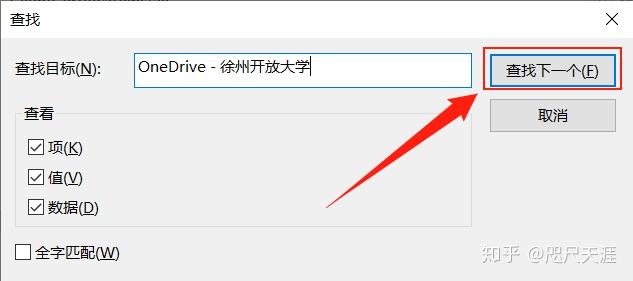 查找
查找目标(N):
OneDrive - 徐州开放大学
查找下一个(F)
取消
查看
项(K)
值(V)
数据(D)
全字匹配(W)
知乎 @咫尺天涯